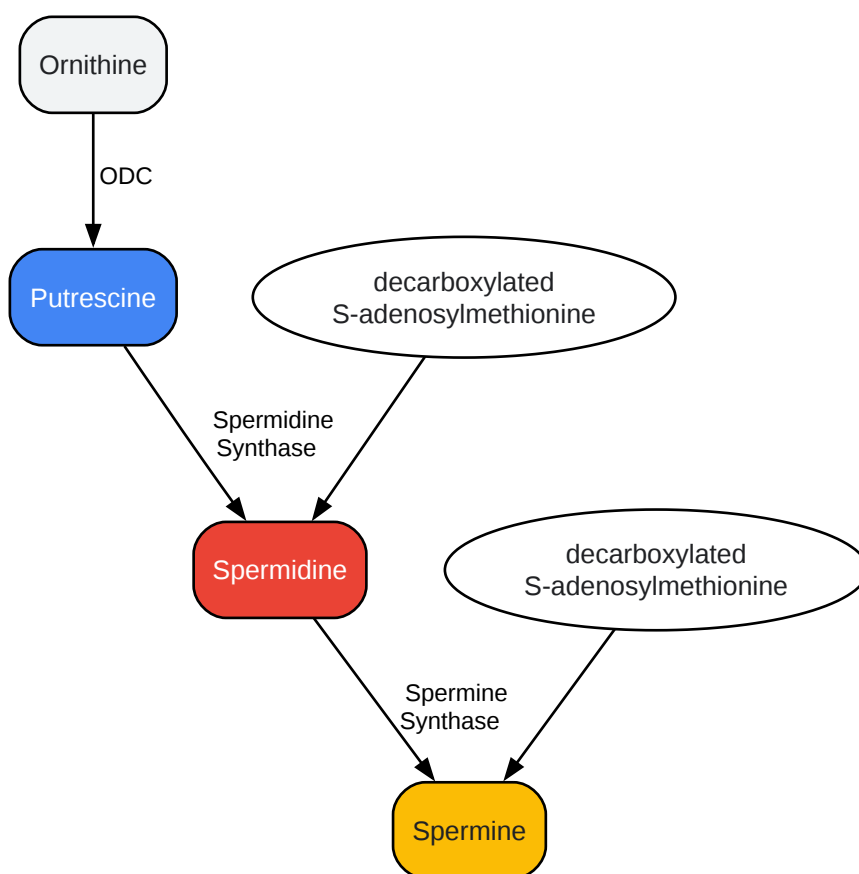 Ornithine
ODC
Putrescine
decarboxylated
S-adenosylmethionine
Spermidine
Synthase
Spermidine
decarboxylated
S-adenosylmethionine
Spermine
Synthase
Spermine